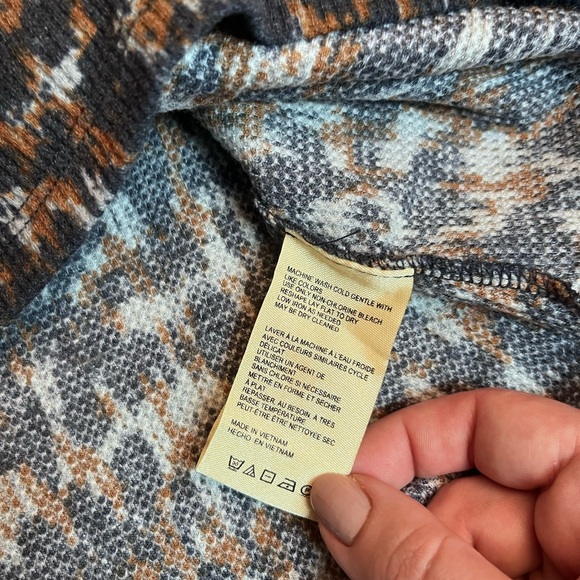 MACHINE WASH COLD GENTLE WITH
LIKE COLORS
USE ONLY NON-CHLORINE BLEACH
RESHAPE LAY FLAT TO DRY
LOW IRON AS NEEDED
MAY BE DRY CLEANED
LAVER À LA MACHINE À L'EAU FROIDE
AVEC COULEURS SIMILAIRES CYCLE
DÉLICAT
UTILISER UN AGENT DE
BLANCHIMENT
SANS CHLORE SI NÉCESSAIRE
METTRE EN FORME ET SÉCHER
À PLAT
REPASSER, AU BESOIN À TRÈS
BASSE TEMPÉRATURE
PEUT-ÊTRE NETTOYÉE SEC
MADE IN VIETNAM
HECHO EN VIETNAM